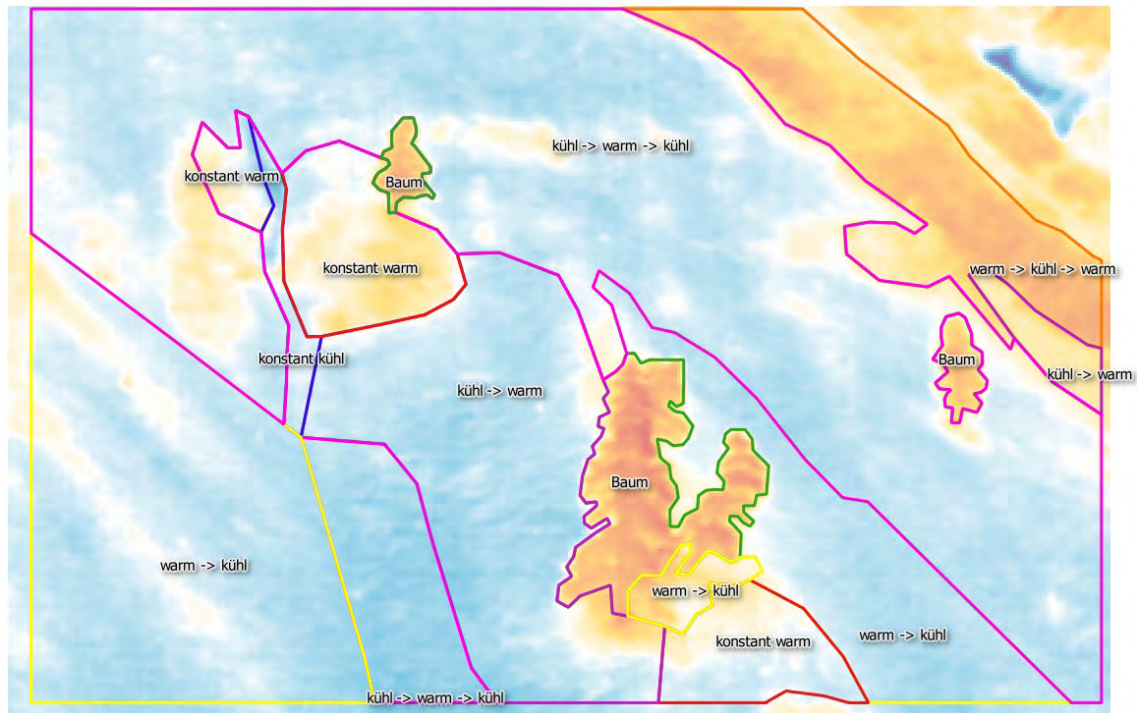 kühl -> warm -> kühl
konstant warm
Baum
konstant warm
warm -> kühl -> warm
konstant kühl
Baum
kühl -> warm
kühl -> warm
Baum
warm -> kühl
warm -> kühl
konstant warm
warm -> kühl
kühl -> warm -> kühl